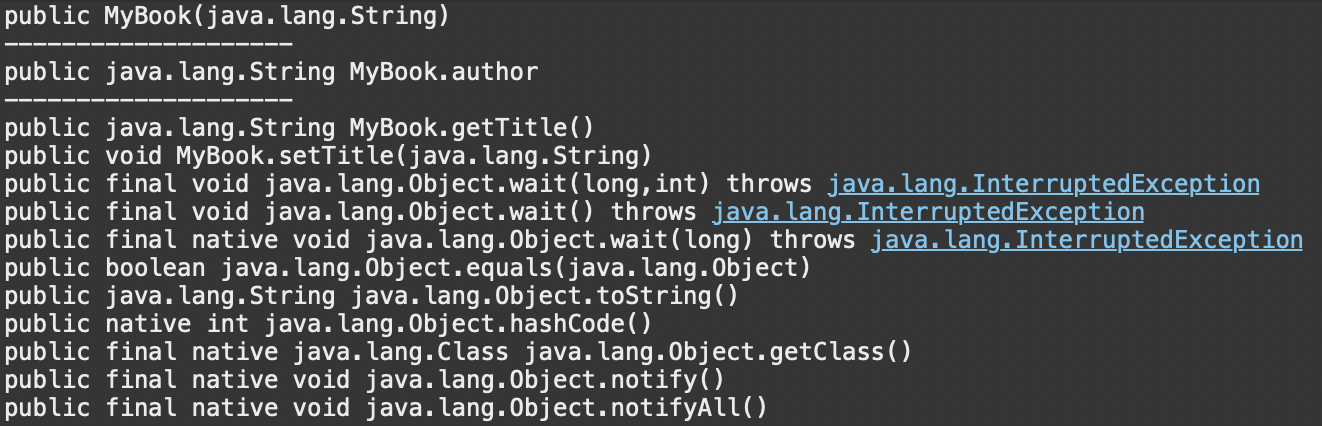 public MyBook(java.lang.String)
--------------------
public java.lang.String MyBook.author
--------------------
public java.lang.String MyBook.getTitle()
public void MyBook.setTitle(java.lang.String)
public final void java.lang.Object.wait(long,int) throws java.lang.InterruptedException
public final void java.lang.Object.wait() throws java.lang.InterruptedException
public final native void java.lang.Object.wait(long) throws java.lang.InterruptedException
public boolean java.lang.Object.equals(java.lang.Object)
public java.lang.String java.lang.Object.toString()
public native int java.lang.Object.hashCode()
public final native java.lang.Class java.lang.Object.getClass()
public final native void java.lang.Object.notify()
public final native void java.lang.Object.notifyAll()